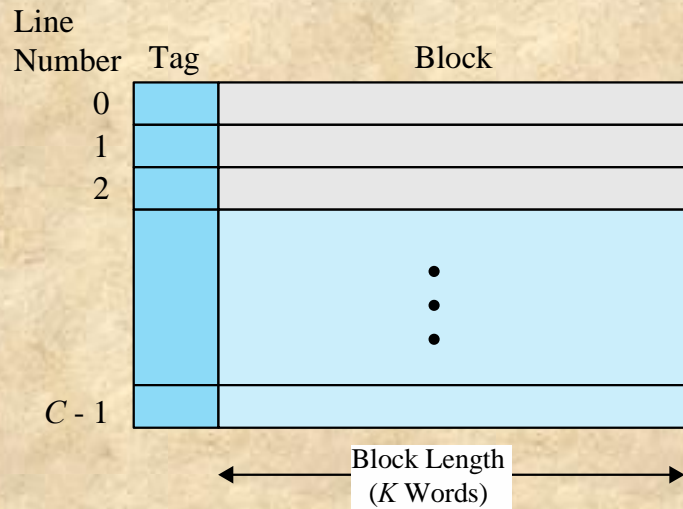 Line
Number Tag Block
0
1
2
C - 1
Block Length
(K Words)